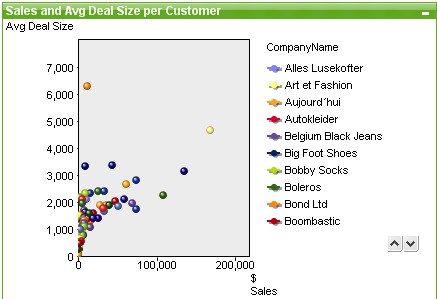 Sales and Avg Deal Size per Customer
Avg Deal Size
CompanyName
Alles Lusekofter
Art et Fashion
Aujourd´hui
Autokleider
Belgium Black Jeans
Big Foot Shoes
Bobby Socks
Boleros
Bond Ltd
Boombastic
7,000
6,000
5,000
4,000
3,000
2,000
1,000
0
0 100,000 200,000
$
Sales